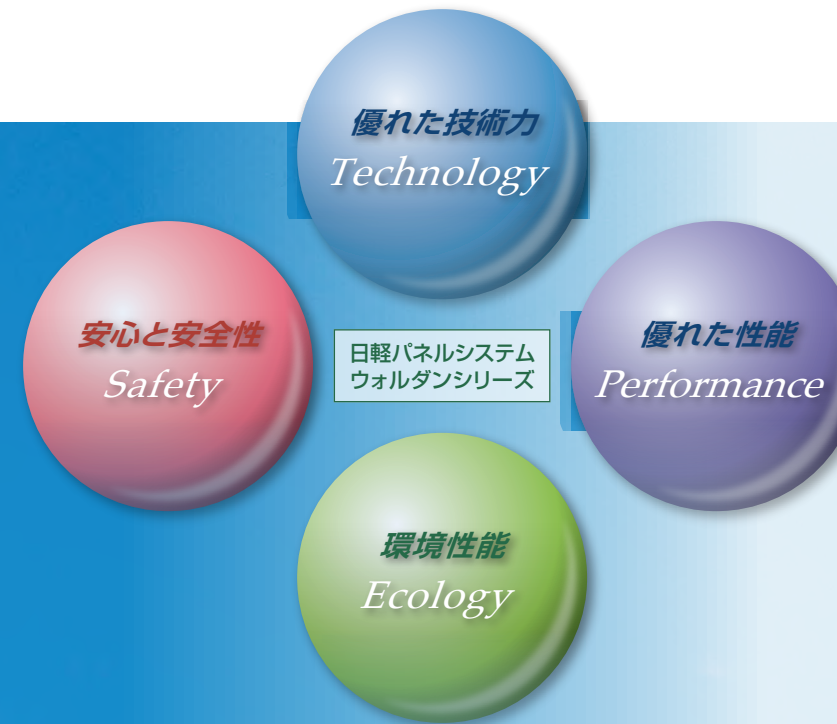 優れた技術力
Technology
安心と安全性
Safety
日軽パネルシステム
ウォルダンシリーズ
優れた性能
Performance
環境性能
Ecology